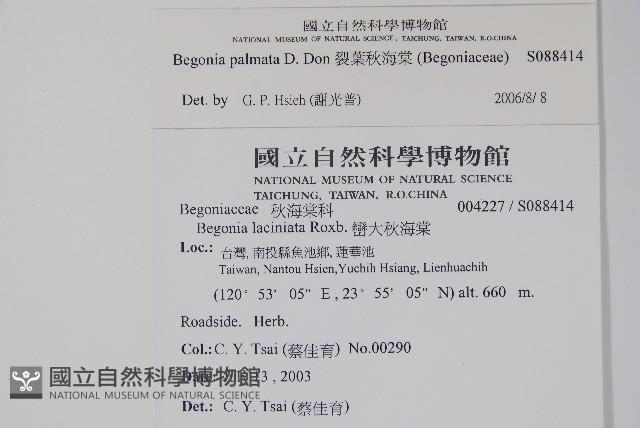 國立自然科學博物館
NATIONAL MUSEUM OF NATURAL SCIENCE, TAICHUNG, TAIWAN, R.O.CHINA
Begonia palmata D. Don 裂葉秋海棠 (Begoniaceae) S088414
Det. by G. P. Hsieh (謝光普) 2006/8/ 8
國立自然科學博物館
NATIONAL MUSEUM OF NATURAL SCIENCE
TAICHUNG, TAIWAN, R.O.CHINA
Begoniaceae 秋海棠科 004227 / S088414
Begonia laciniata Roxb. 巒大秋海棠
Loc.: 台灣, 南投縣魚池鄉, 蓮華池
Taiwan, Nantou Hsien,Yuchih Hsiang, Lienhuachih
(120° 53' 05" E , 23° 55' 05" N) alt. 660 m.
Roadside. Herb.
Col.: C. Y. Tsai (蔡佳育) No.00290
, 2003
Det.: C. Y. Tsai (蔡佳育)
國立自然科學博物館
NATIONAL MUSEUM OF NATURAL SCIENCE